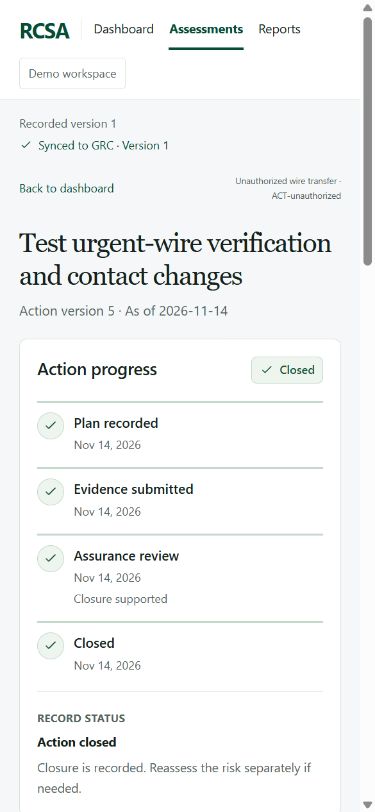 RCSA
Dashboard Assessments Reports
Demo workspace
Recorded version 1
Synced to GRC · Version 1
Back to dashboard
Unauthorized wire transfer ·
ACT-unauthorized
Test urgent-wire verification
and contact changes
Action version 5 · As of 2026-11-14
Action progress
Closed
Plan recorded
Nov 14, 2026
Evidence submitted
Nov 14, 2026
Assurance review
Nov 14, 2026
Closure supported
Closed
Nov 14, 2026
RECORD STATUS
Action closed
Closure is recorded. Reassess the risk separately if
needed.